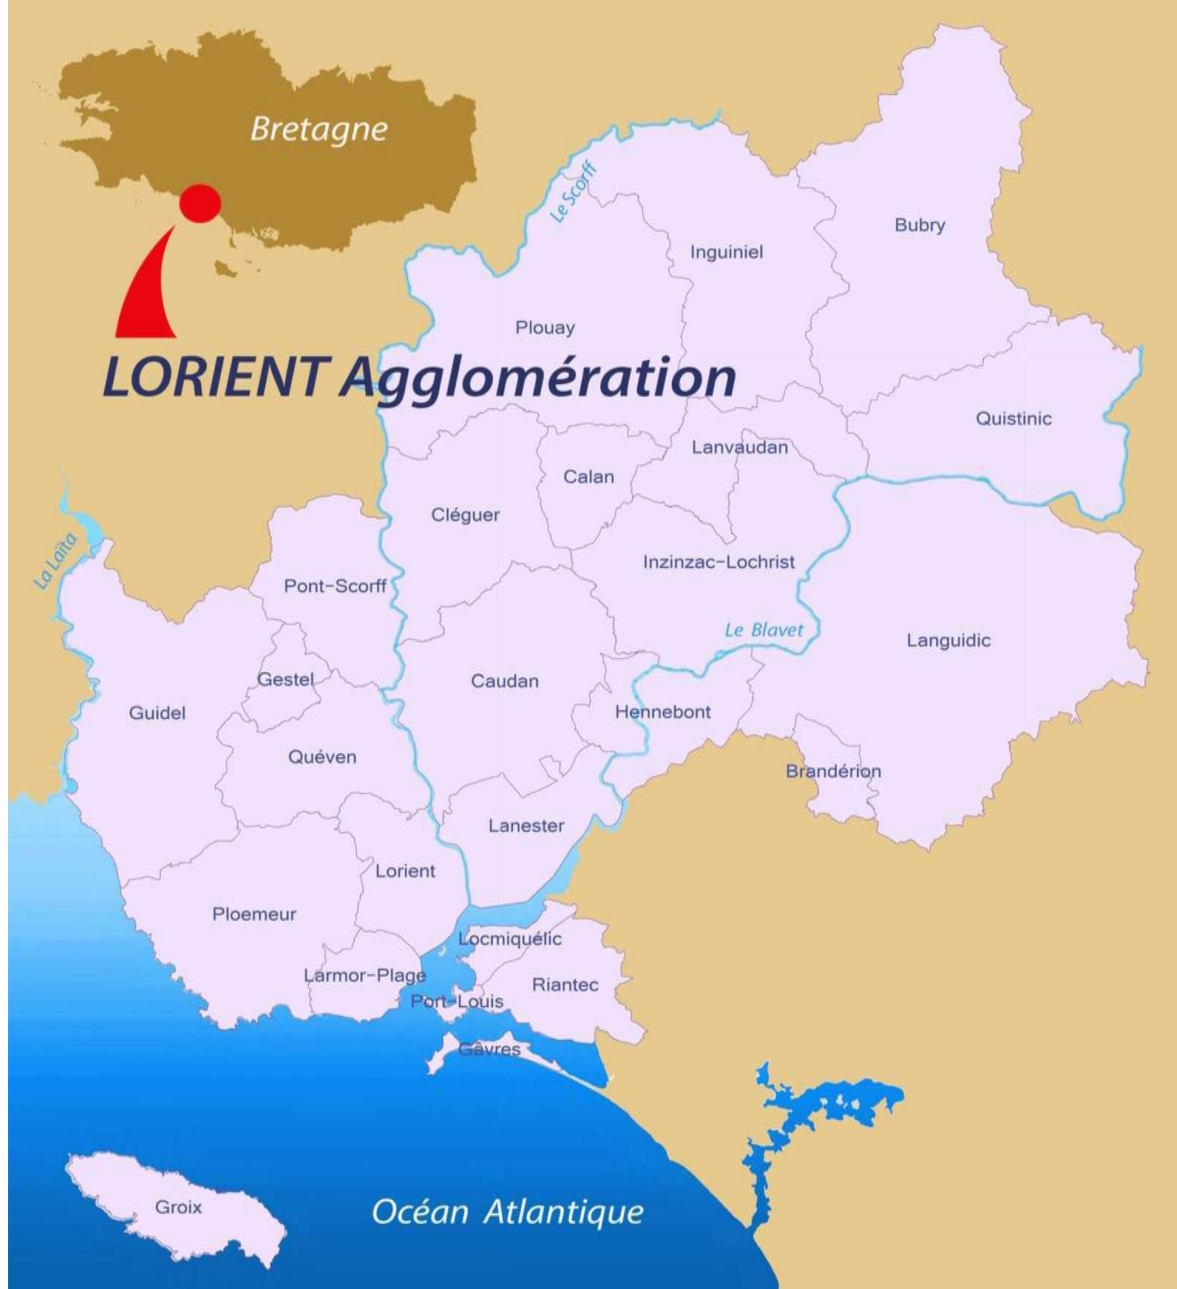 Bretagne
Le Scorff
Bubry
Inguiniel
Plouay
LORIENT Agglomération
Quistinic
Lanvaudan
Calan
Cléguer
Inzinzac-Lochrist
La Laïta
Pont-Scorff
Le Blavet
Languidic
Gestel
Caudan
Guidel
Hennebont
Quéven
Brandérion
Lanester
Lorient
Ploemeur
Locmiquélic
Larmor-Plage
Riantec
Port-Louis
Gâvres
Groix
Océan Atlantique